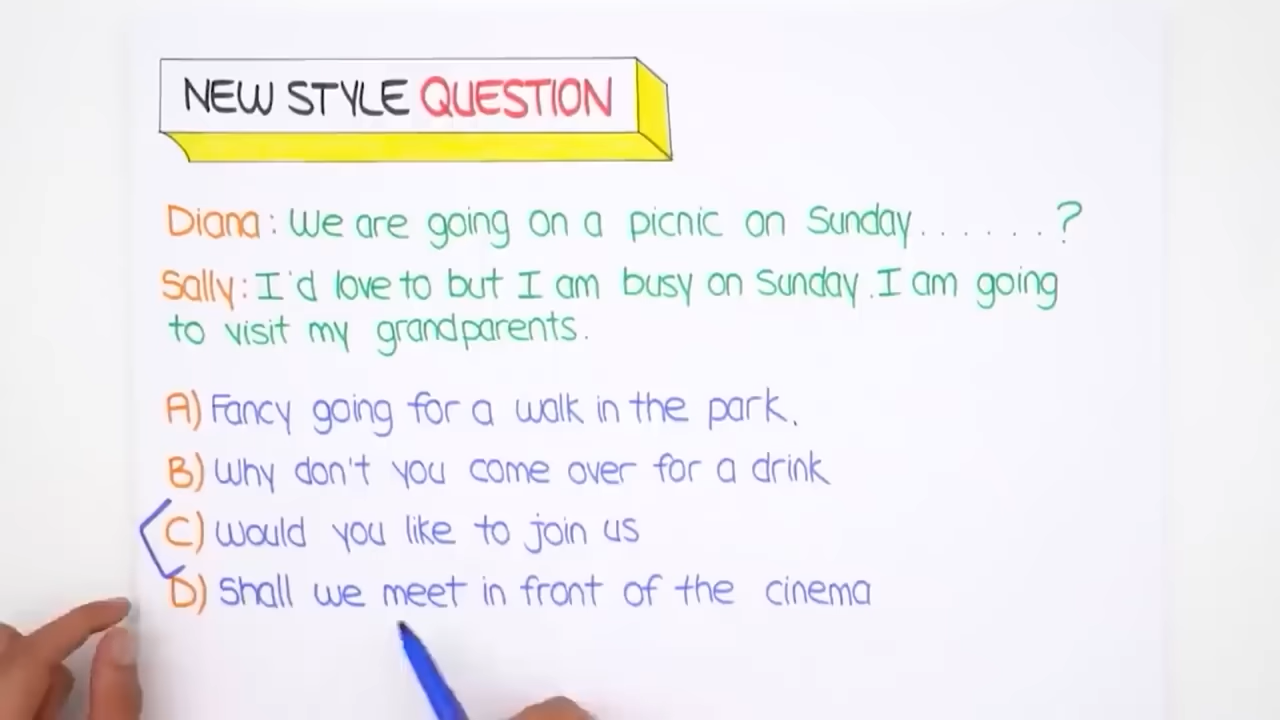 NEW STYLE QUESTION
Diana: We are going on a picnic on Sunday.......?
Sally: I'd love to but I am busy on Sunday. I am going
to visit my grandparents.
A) Fancy going for a walk in the park.
B) Why don't you come over for a drink
C) Would you like to join us
D) Shall we meet in front of the cinema